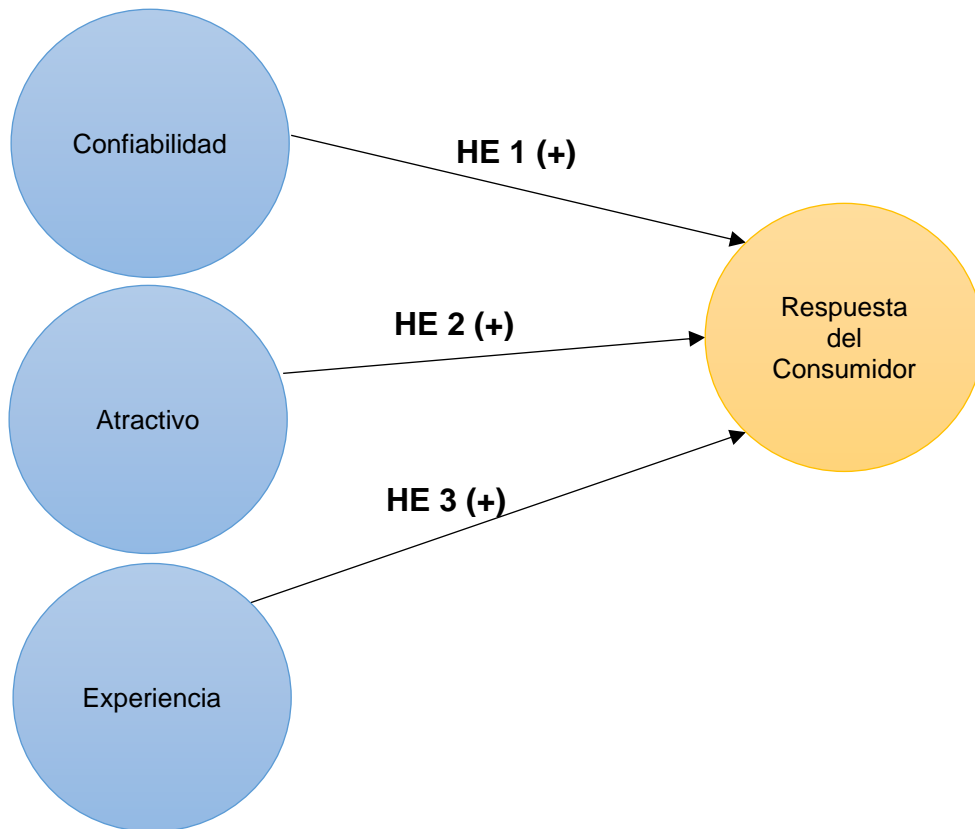 Confiabilidad
HE 1 (+)
Respuesta
del
Consumidor
HE 2 (+)
Atractivo
HE 3 (+)
Experiencia